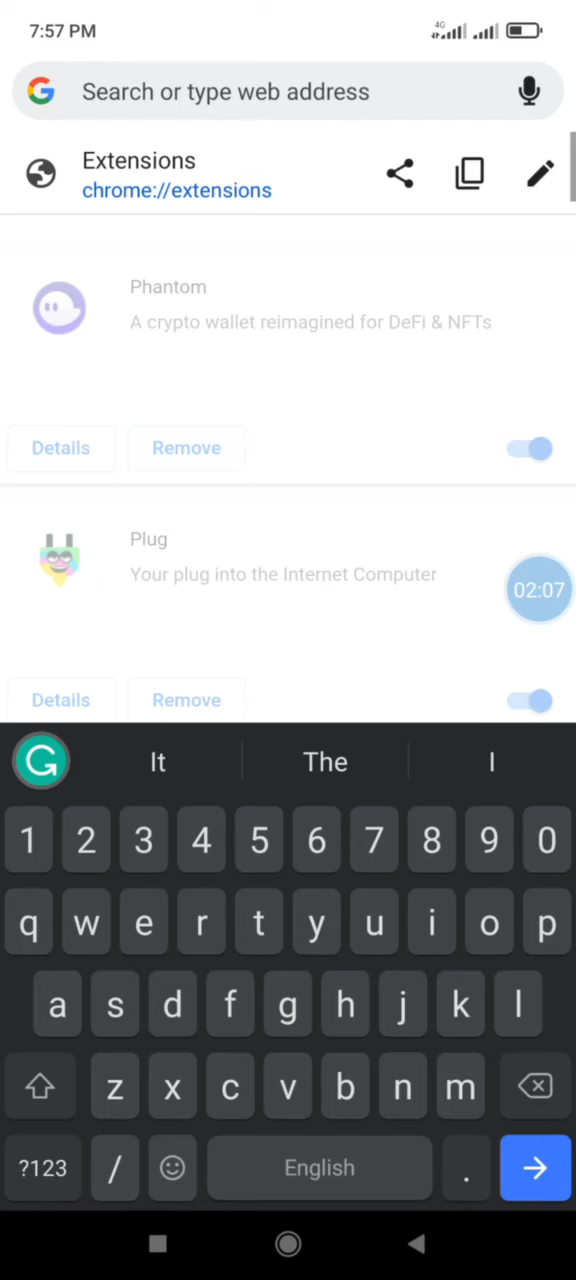 7:57 PM
4G
Search or type web address
Extensions
chrome://extensions
Phantom
A crypto wallet reimagined for DeFi & NFTs
Details Remove
Plug
Your plug into the Internet Computer
02:07
Details Remove
It The I
1 2 3 4 5 6 7 8 9 0
q w e r t y u i o p
a s d f g h j k l
z x c v b n m
?123 / English .